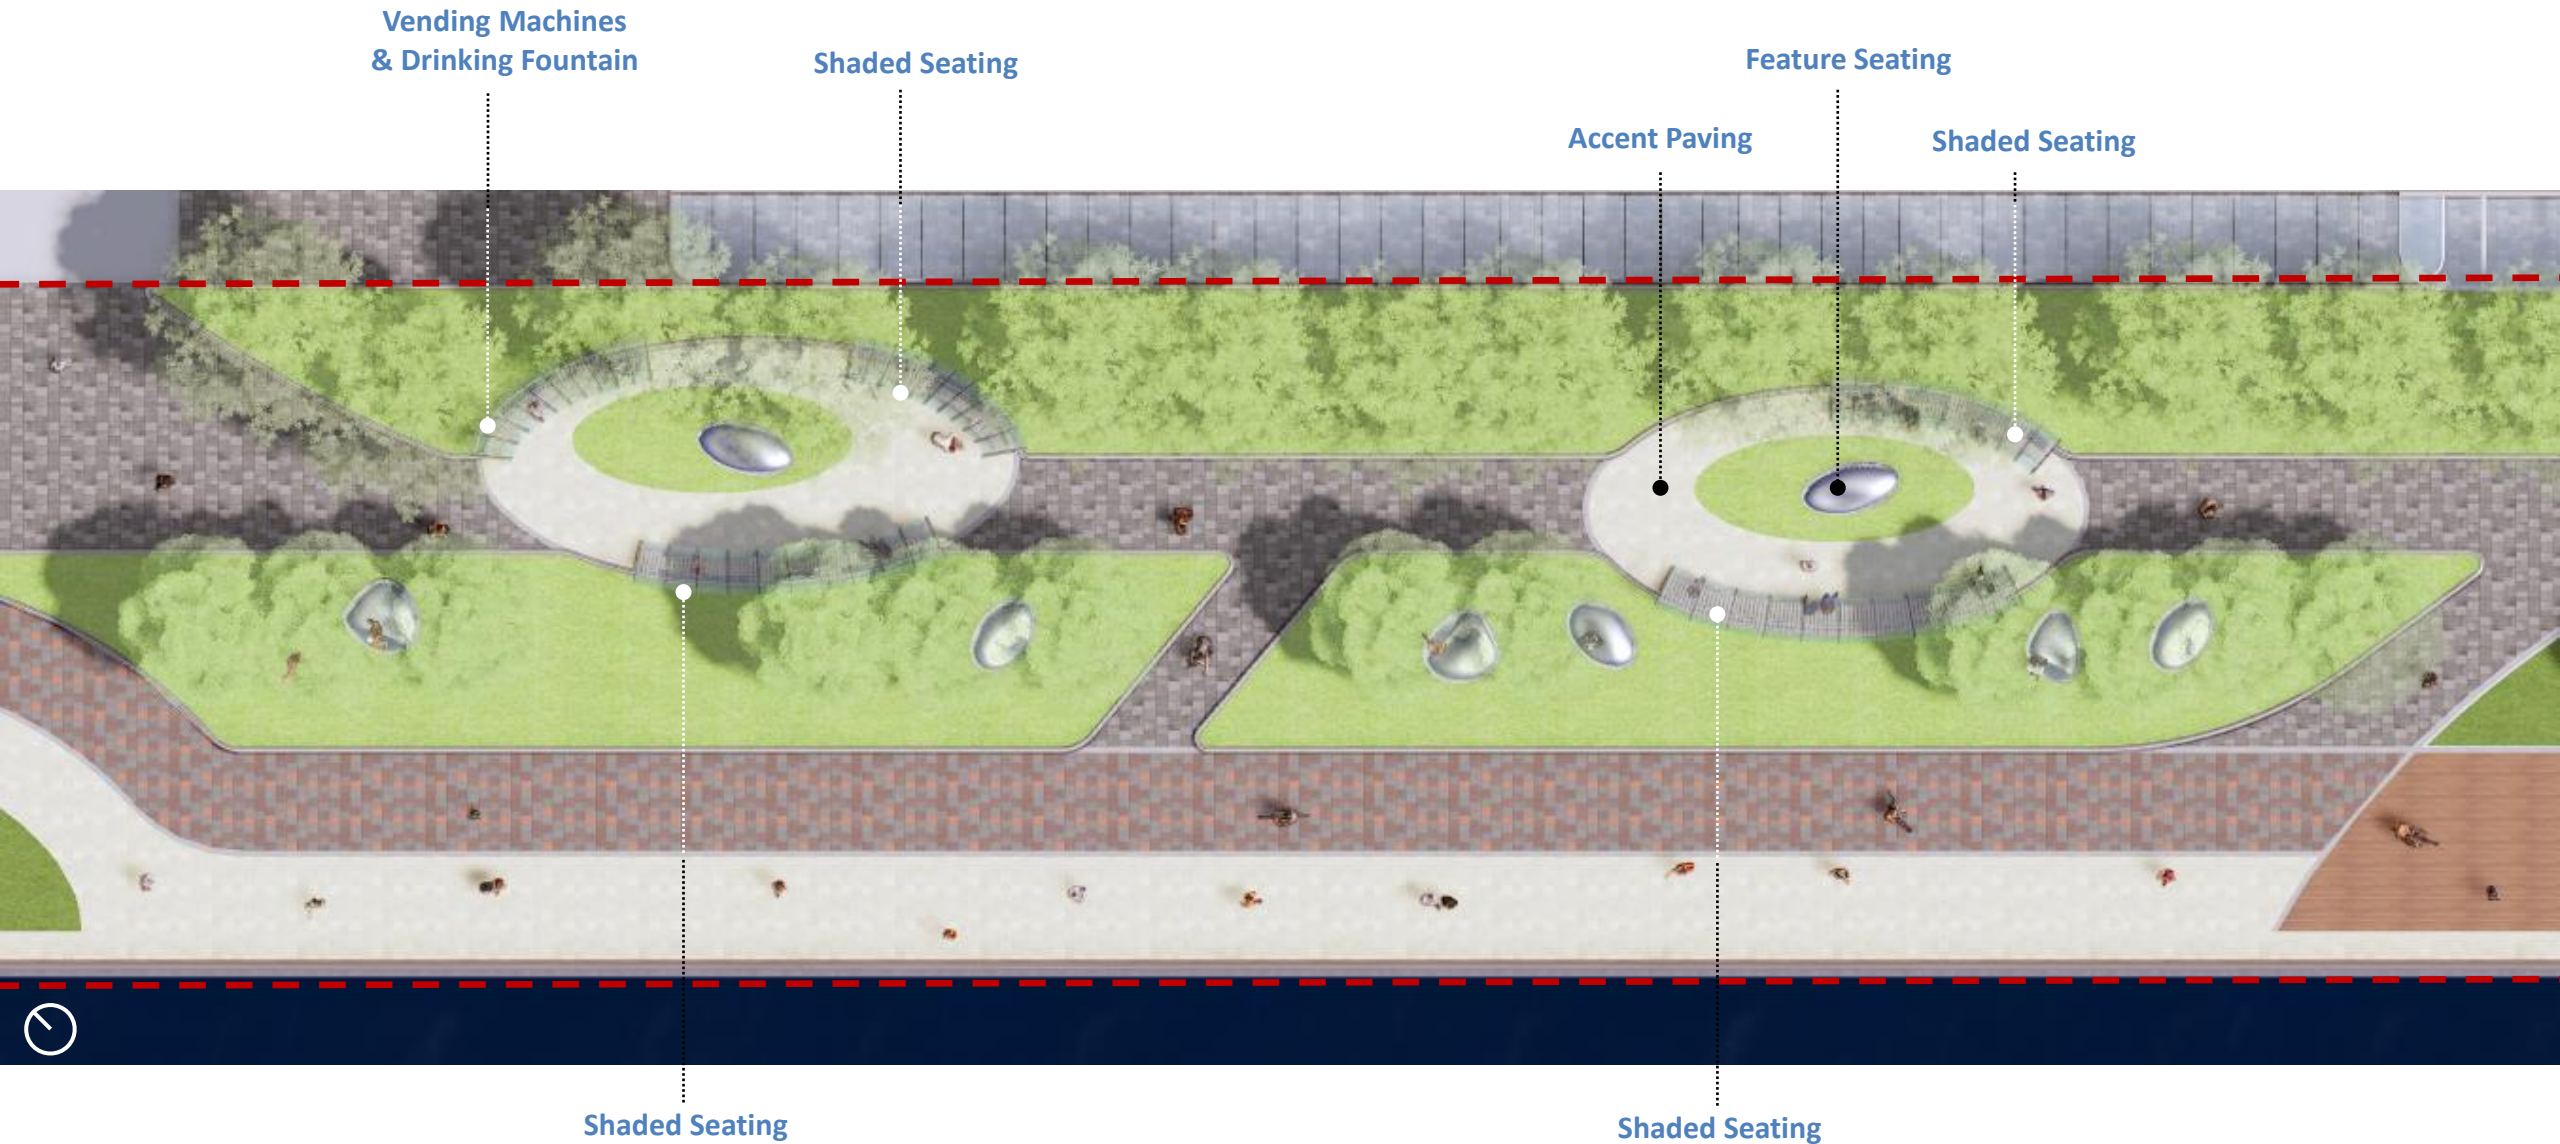 Vending Machines
& Drinking Fountain
Shaded Seating
Feature Seating
Accent Paving
Shaded Seating
Shaded Seating
Shaded Seating